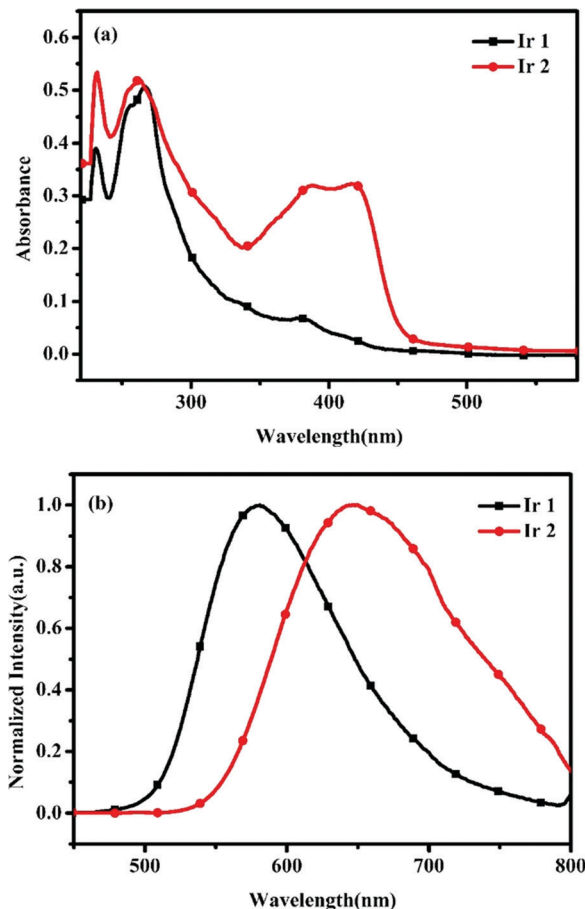 (a)
Ir 1
Ir 2
Absorbance
0.6
0.5
0.4
0.3
0.2
0.1
0.0
300
400
500
Wavelength(nm)
(b)
Ir 1
Ir 2
Normalized Intensity(a.u.)
1.0
0.8
0.6
0.4
0.2
0.0
500
600
700
800
Wavelength(nm)